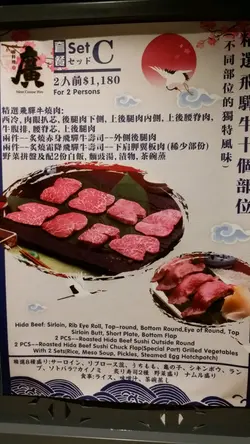 廣
Set C
セット
2人前$1,180
For 2 Persons
精選飛驒牛十個部位
(不同部位的獨特風味)
精選飛驒牛燒肉:
西冷,肉眼扒芯,後腿肉下側,上後腿肉內側,上後腰脊肉,
牛腹排,腰脊芯,上後腿肉
兩件--炙燒赤身飛驒牛壽司--外側後腿肉
兩件--炙燒霜降飛驒牛壽司--下肩胛翼板肉(稀少部份)
野菜拼盤及配2份白飯,麵豉湯,漬物,茶碗蒸
Hida Beef: Sirloin, Rib Eye Roll, Top-round, Bottom Round,Eye of Round, Top
Sirloin Butt, Short Plate, Bottom Flap
2 PCS--Roasted Hida Beef Sushi Outside Round
2 PCS--Roasted Hida Beef Sushi Chuck Flap(Special Part) Grilled Vegetables
With 2 Sets(Rice, Meso Soup, Pickles, Steamed Egg Hotchpotch)